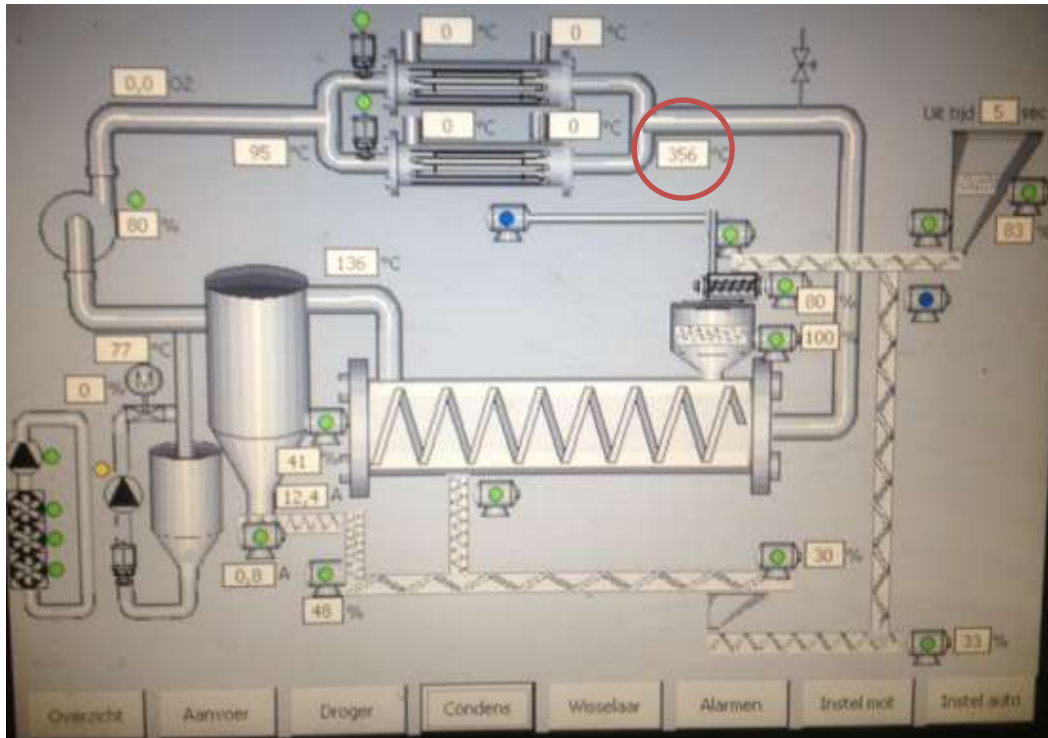 0 °C 0 °C
0,0 O2
Uit tijd 5 sec
0 °C 0 °C
95 °C
356 °C
80 %
83 %
136 °C
80 %
77 °C
100 %
0 %
41 %
12,4 A
30 %
0,8 A
48 %
33 %
Overzicht Aanvoer Droger Condens Wisselaar Alarmen Instel mot Instel auto